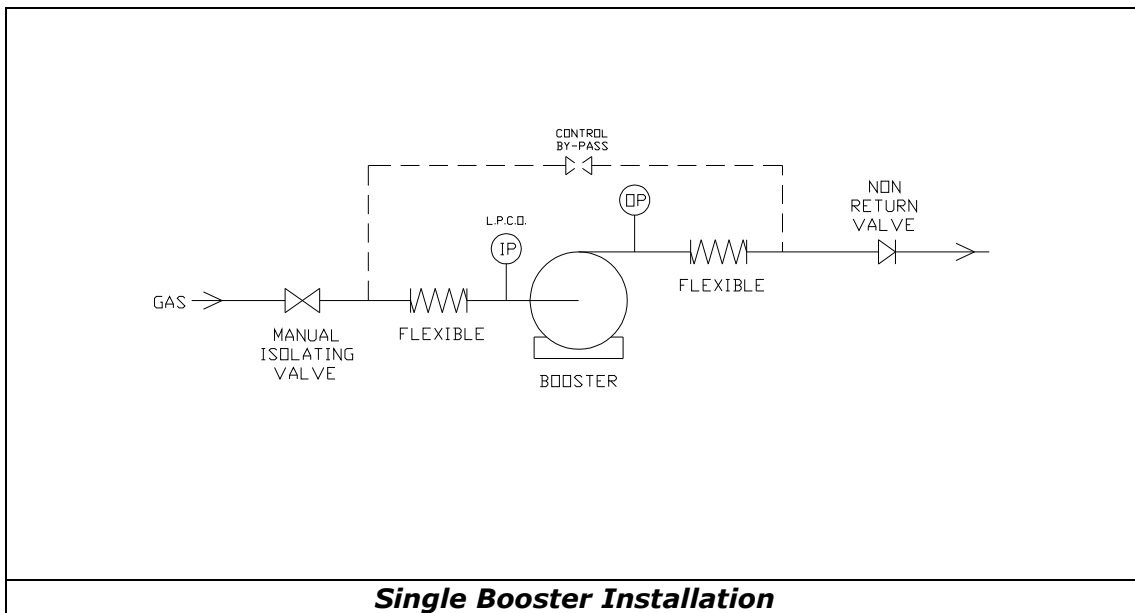 CONTROL
BY-PASS
OP
NON
RETURN
VALVE
L.P.C.O.
IP
FLEXIBLE
GAS
MANUAL
ISOLATING
VALVE
FLEXIBLE
BOOSTER
Single Booster Installation